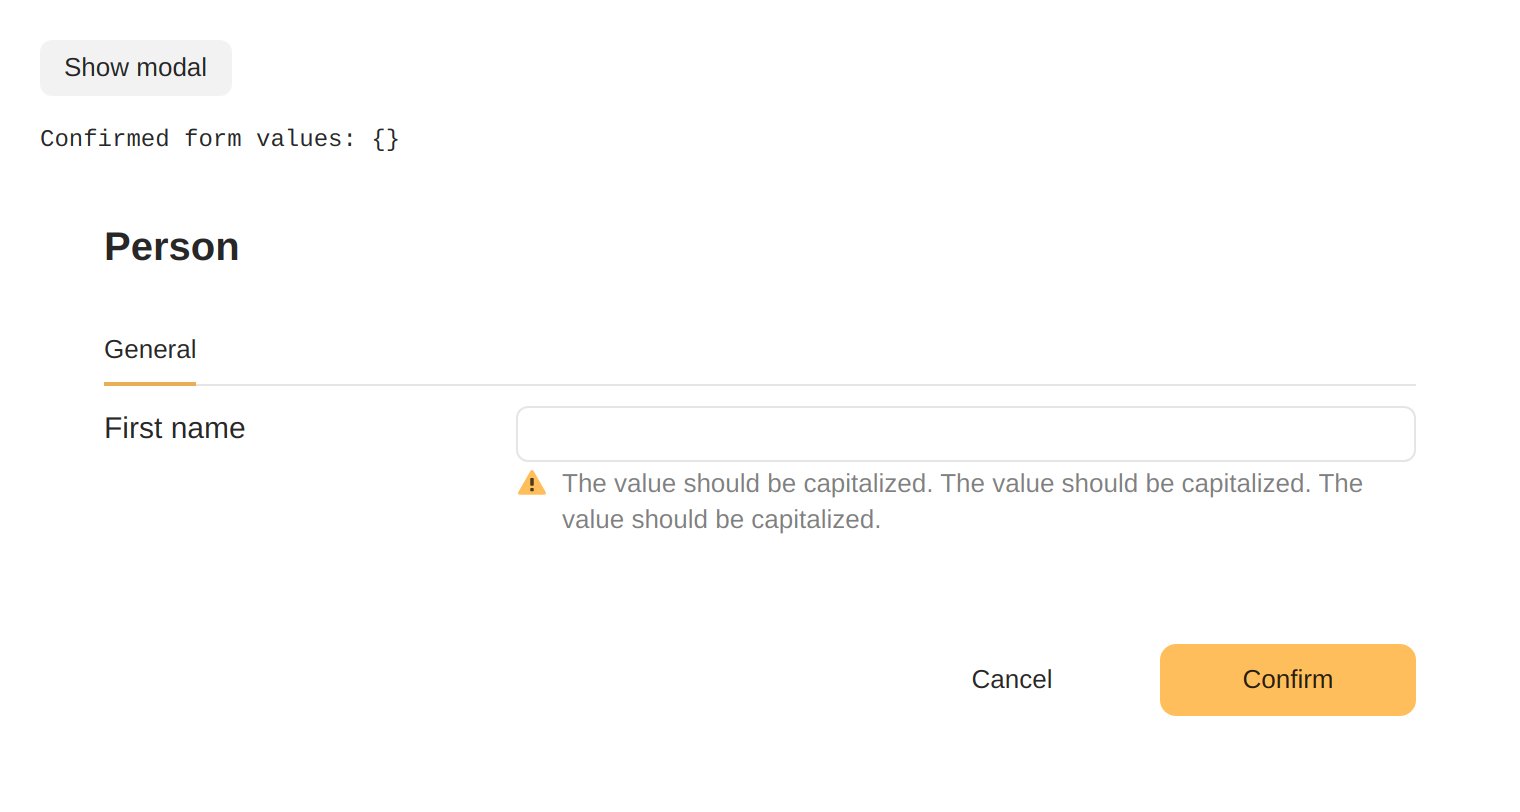 Show modal
Confirmed form values: {}
Person
General
First name
The value should be capitalized. The value should be capitalized. The
value should be capitalized.
Cancel
Confirm